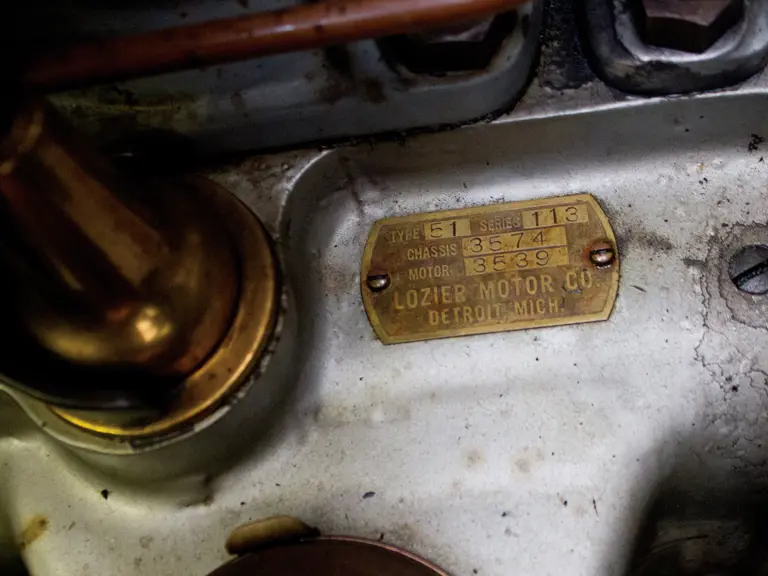 TYPE 51 SERIES 113
CHASSIS 3574
MOTOR 3539
LOZIER MOTOR CO.
DETROIT, MICH.